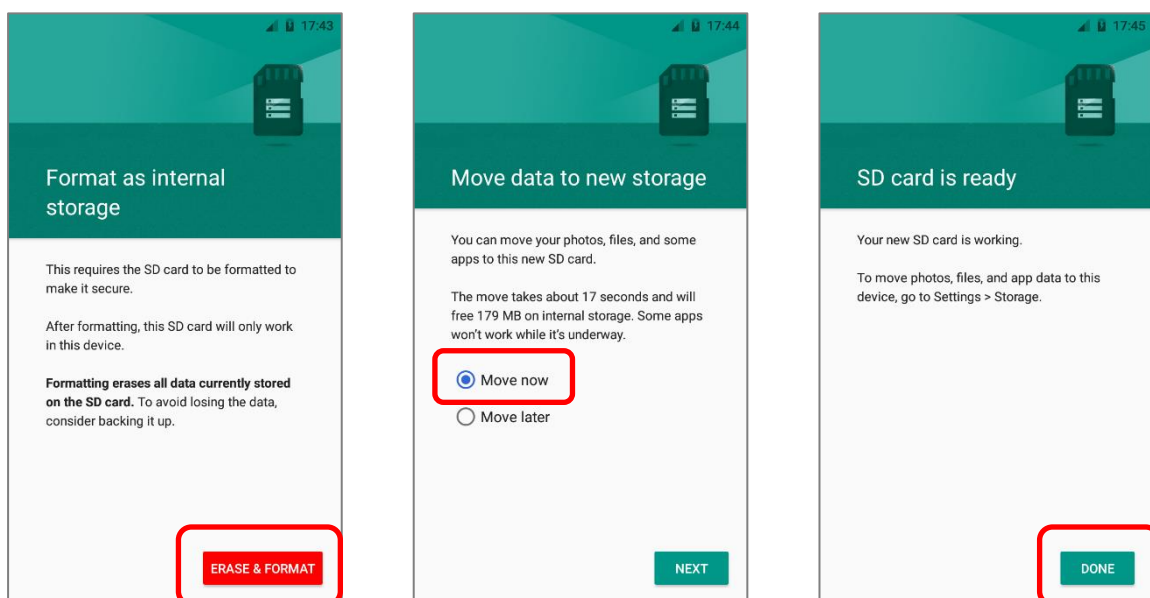 17:43
Format as internal
storage
This requires the SD card to be formatted to
make it secure.
After formatting, this SD card will only work
in this device.
Formatting erases all data currently stored
on the SD card. To avoid losing the data,
consider backing it up.
ERASE & FORMAT
17:44
Move data to new storage
You can move your photos, files, and some
apps to this new SD card.
The move takes about 17 seconds and will
free 179 MB on internal storage. Some apps
won't work while it's underway.
Move now
Move later
NEXT
17:45
SD card is ready
Your new SD card is working.
To move photos, files, and app data to this
device, go to Settings > Storage.
DONE